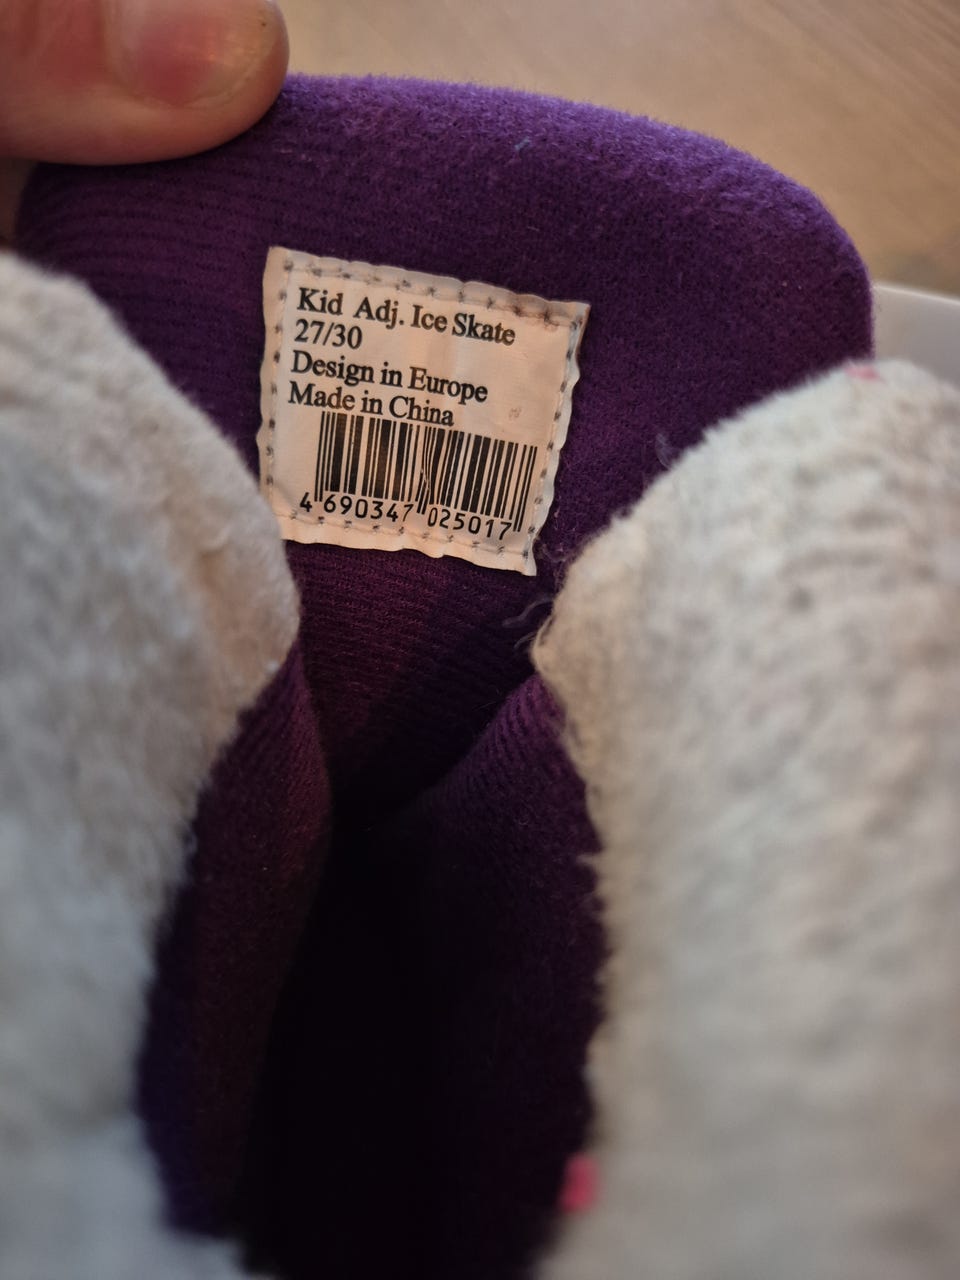 Kid Adj. Ice Skate
27/30
Design in Europe
Made in China
4 690347 025017